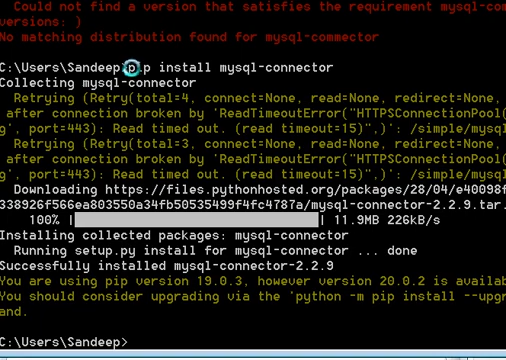 Could not find a version that satisfies the requirement mysql-com
versions: )
No matching distribution found for mysql-commector
C:\Users\Sandeep>pip install mysql-connector
Collecting mysql-connector
Retrying (Retry(total=4, connect=None, read=None, redirect=None,
after connection broken by 'ReadTimeoutError("HTTPSConnectionPool(
g', port=443): Read timed out. (read timeout=15)",)': /simple/mysql
Retrying (Retry(total=3, connect=None, read=None, redirect=None,
after connection broken by 'ReadTimeoutError("HTTPSConnectionPool(
g', port=443): Read timed out. (read timeout=15)",)': /simple/mysql
Downloading https://files.pythonhosted.org/packages/28/04/e40098f
338926f566ea803550a34fb50535499f4fc4787a/mysql-connector-2.2.9.tar.
100% | | 11.9MB 226kB/s
Installing collected packages: mysql-connector
Running setup.py install for mysql-connector ... done
Successfully installed mysql-connector-2.2.9
You are using pip version 19.0.3, however version 20.0.2 is availab
You should consider upgrading via the 'python -m pip install --upgr
and.
C:\Users\Sandeep>